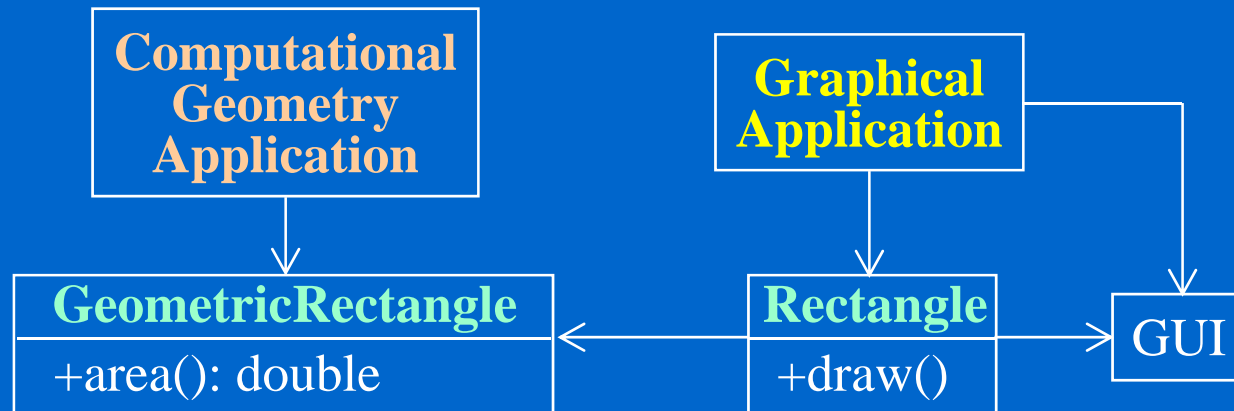 Computational
Geometry
Application
Graphical
Application
GeometricRectangle
+area(): double
Rectangle
+draw()
GUI